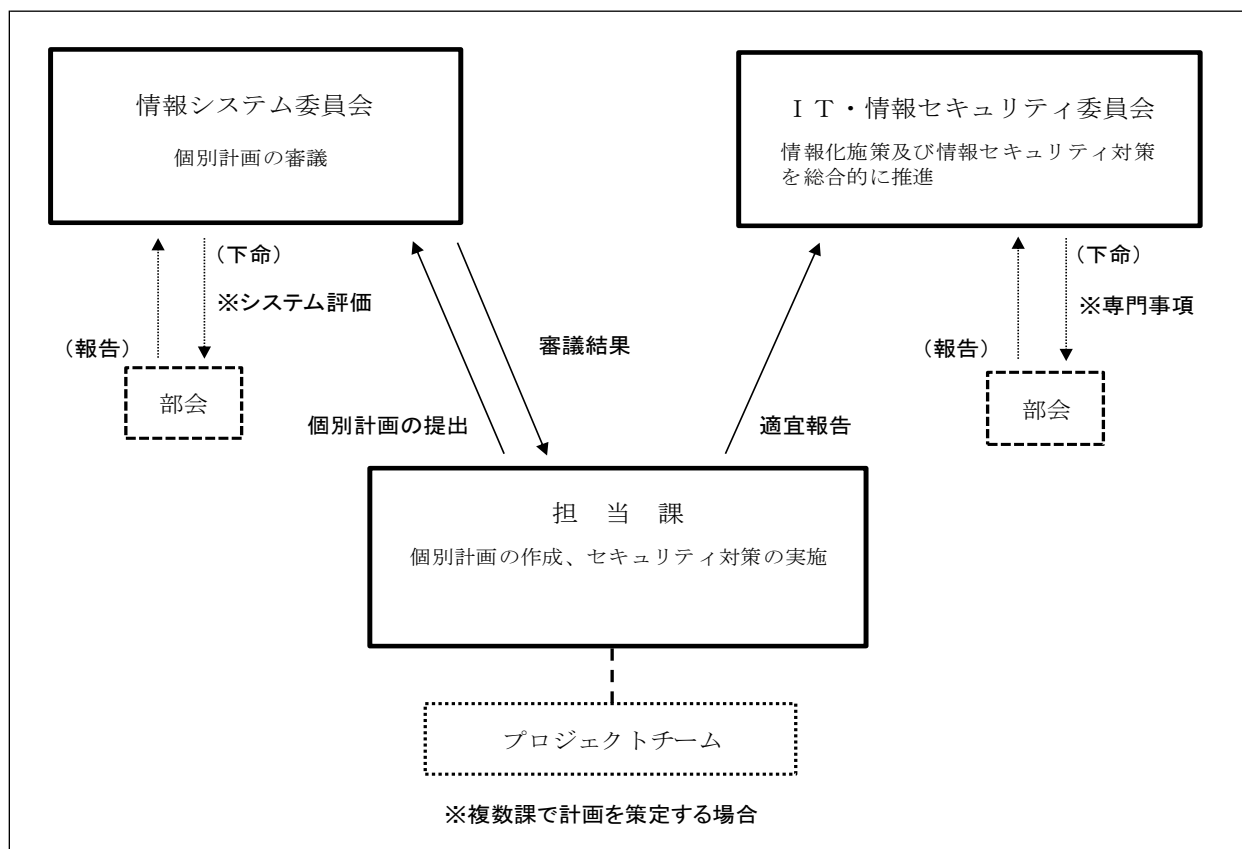 情報システム委員会
個別計画の審議
ＩＴ・情報セキュリティ委員会
情報化施策及び情報セキュリティ対策
を総合的に推進
（下命）
※システム評価
（報告）
部会
審議結果
個別計画の提出
適宜報告
（下命）
※専門事項
（報告）
部会
担　当　課
個別計画の作成、セキュリティ対策の実施
プロジェクトチーム
※複数課で計画を策定する場合